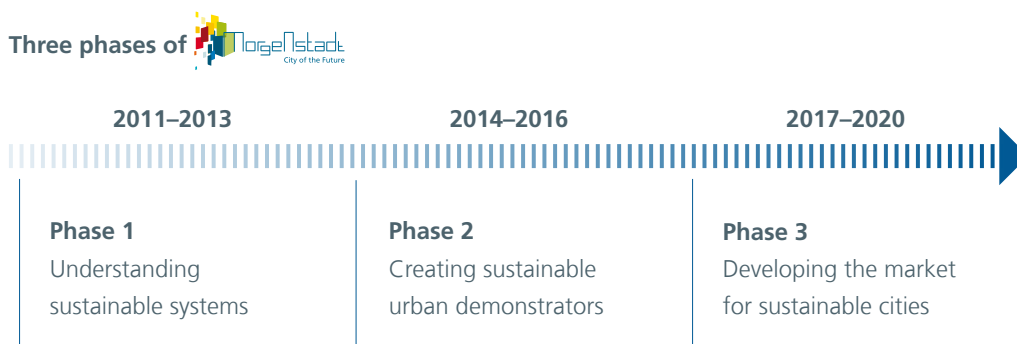 Three phases of Morgenstadt
City of the Future
2011–2013 2014–2016 2017–2020
Phase 1
Understanding
sustainable systems
Phase 2
Creating sustainable
urban demonstrators
Phase 3
Developing the market
for sustainable cities